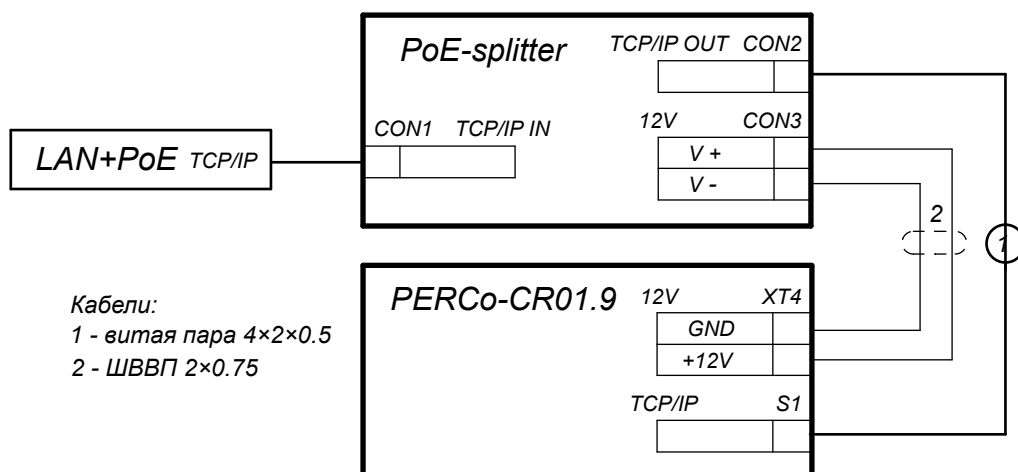 PoE-splitter
TCP/IP OUT CON2
CON1 TCP/IP IN
12V CON3
V +
V -
LAN+PoE TCP/IP
2
1
PERCo-CR01.9
12V XT4
GND
+12V
TCP/IP S1
Кабели:
1 - витая пара 4×2×0.5
2 - ШВВП 2×0.75